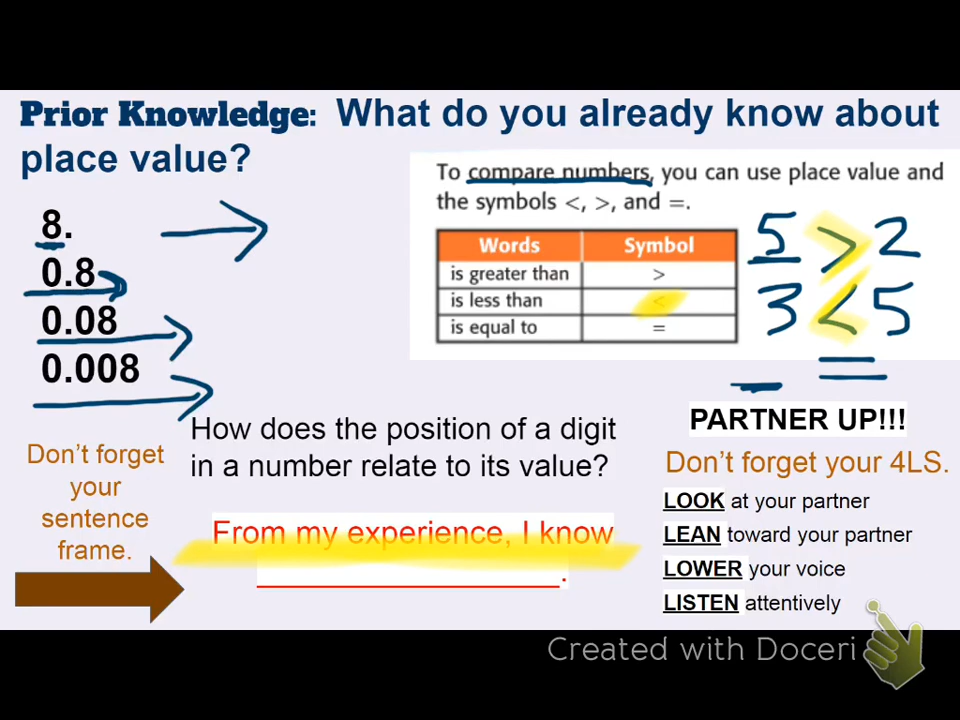 Prior Knowledge: What do you already know about
place value?
8.
0.8
0.08
0.008
To compare numbers, you can use place value and
the symbols <, >, and =.
Words Symbol
is greater than >
is less than <
is equal to =
5 > 2
3 < 5
=
How does the position of a digit
in a number relate to its value?
Don't forget
your
sentence
frame.
From my experience, I know
____________________.
PARTNER UP!!!
Don't forget your 4LS.
LOOK at your partner
LEAN toward your partner
LOWER your voice
LISTEN attentively
Created with Doceri